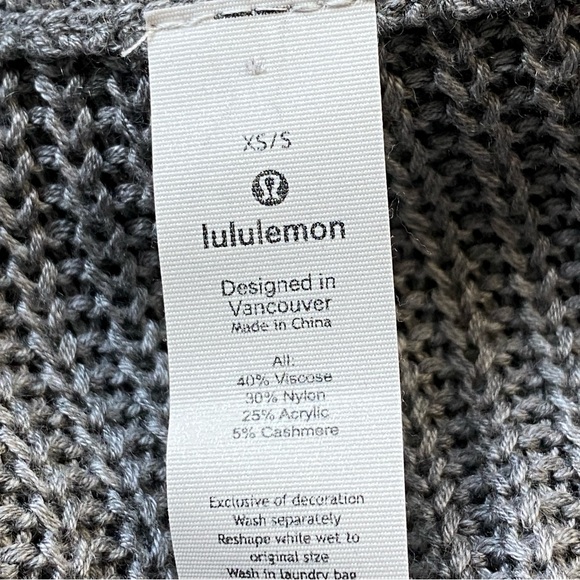 XS/S
lululemon
Designed in
Vancouver
Made in China
All:
40% Viscose
30% Nylon
25% Acrylic
5% Cashmere
Exclusive of decoration
Wash separately
Reshape while wet to
original size
Wash in laundry bag